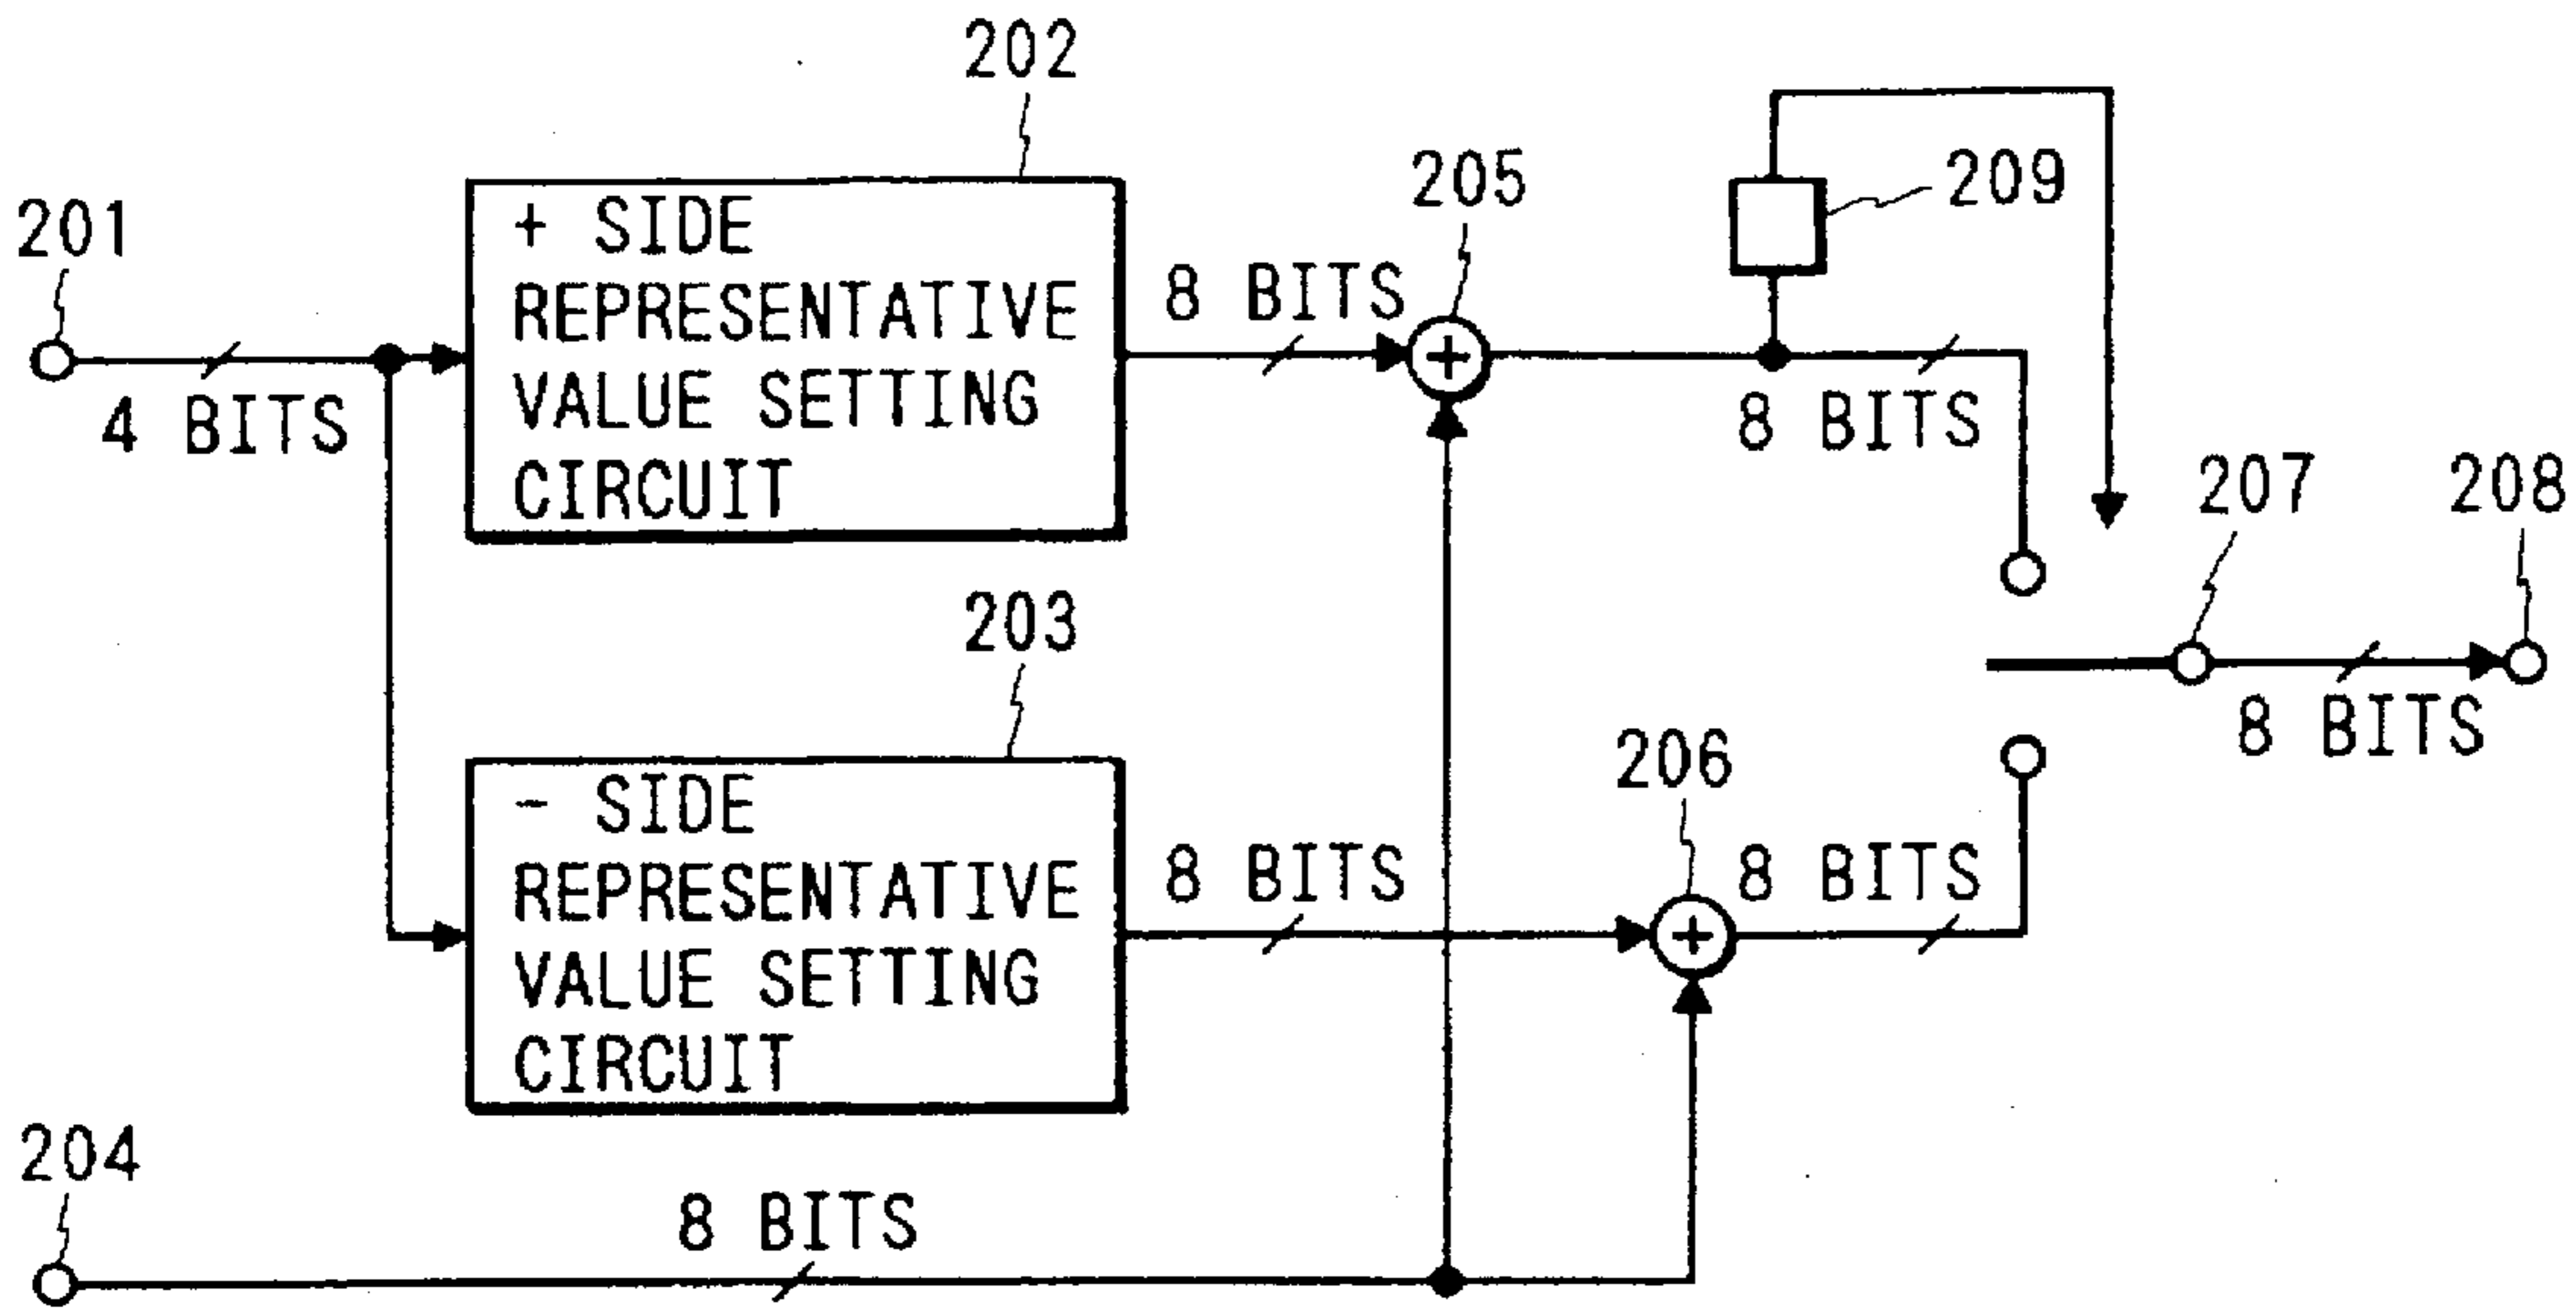 202
201
+ SIDE
REPRESENTATIVE
VALUE SETTING
CIRCUIT
4 BITS
8 BITS
205
209
8 BITS
207
208
8 BITS
203
- SIDE
REPRESENTATIVE
VALUE SETTING
CIRCUIT
8 BITS
206
8 BITS
204
8 BITS